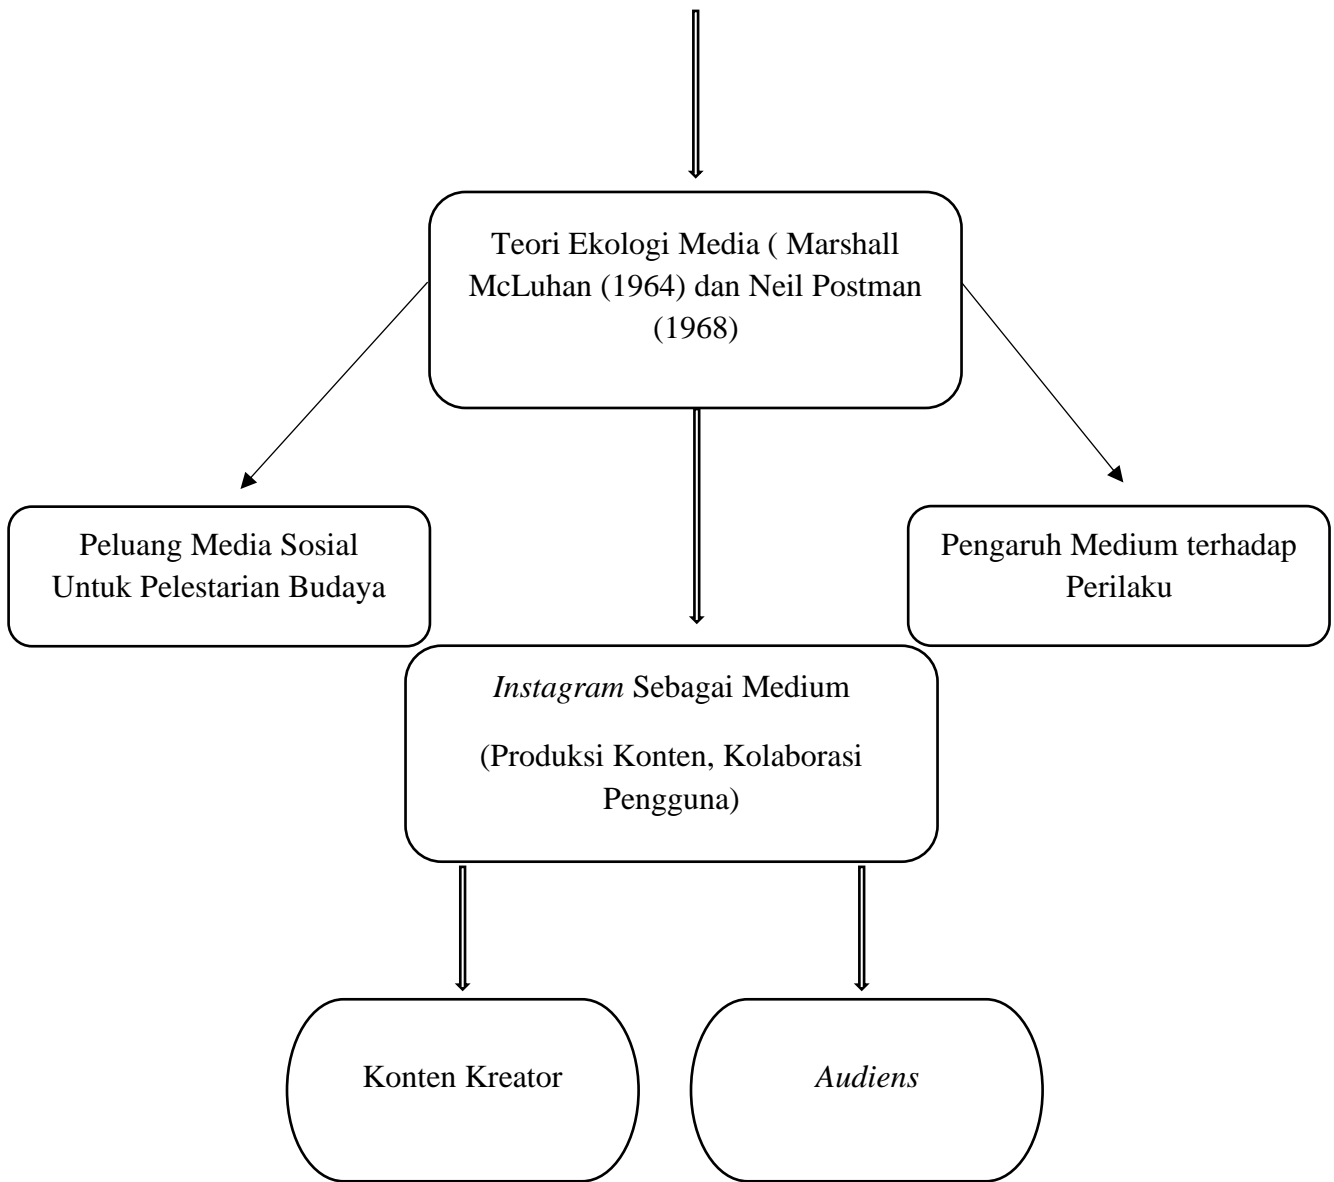 Teori Ekologi Media ( Marshall
McLuhan (1964) dan Neil Postman
(1968)
Peluang Media Sosial
Untuk Pelestarian Budaya
Pengaruh Medium terhadap
Perilaku
Instagram Sebagai Medium
(Produksi Konten, Kolaborasi
Pengguna)
Konten Kreator
Audiens